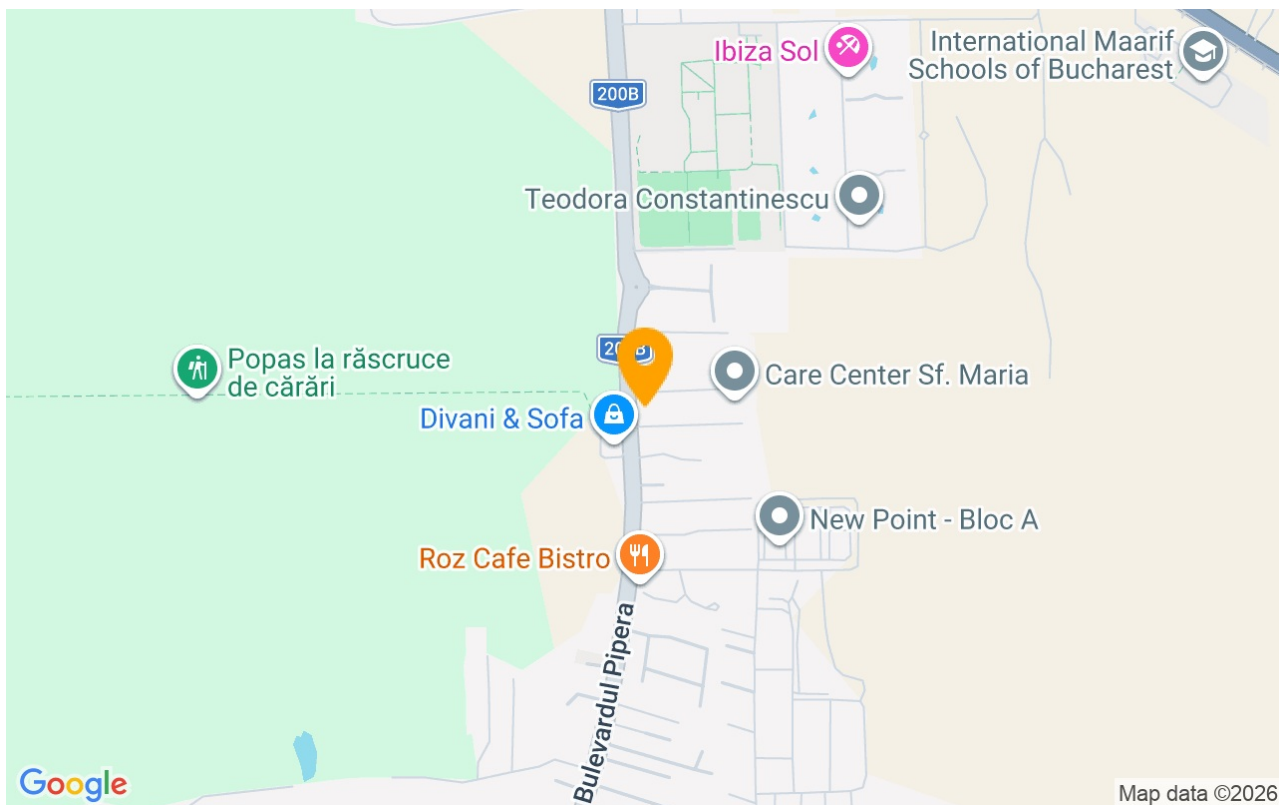 Ibiza Sol
International Maarif
Schools of Bucharest
200B
Teodora Constantinescu
Popas la răscruce
de cărări
Care Center Sf. Maria
Divani & Sofa
New Point - Bloc A
Roz Cafe Bistro
Bulevardul Pipera
Google
Map data ©2026